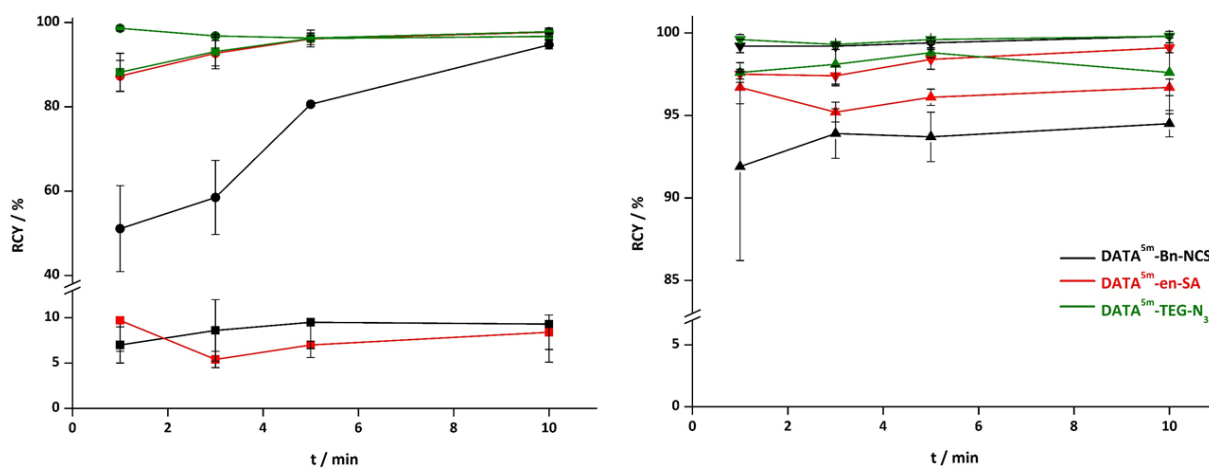 100
80
60
40
10
5
0
RCY / %
0 2 4 6 8 10
t / min
100
95
90
85
5
0
RCY / %
0 2 4 6 8 10
t / min
DATA⁵ᵐ-Bn-NCS
DATA⁵ᵐ-en-SA
DATA⁵ᵐ-TEG-N₃